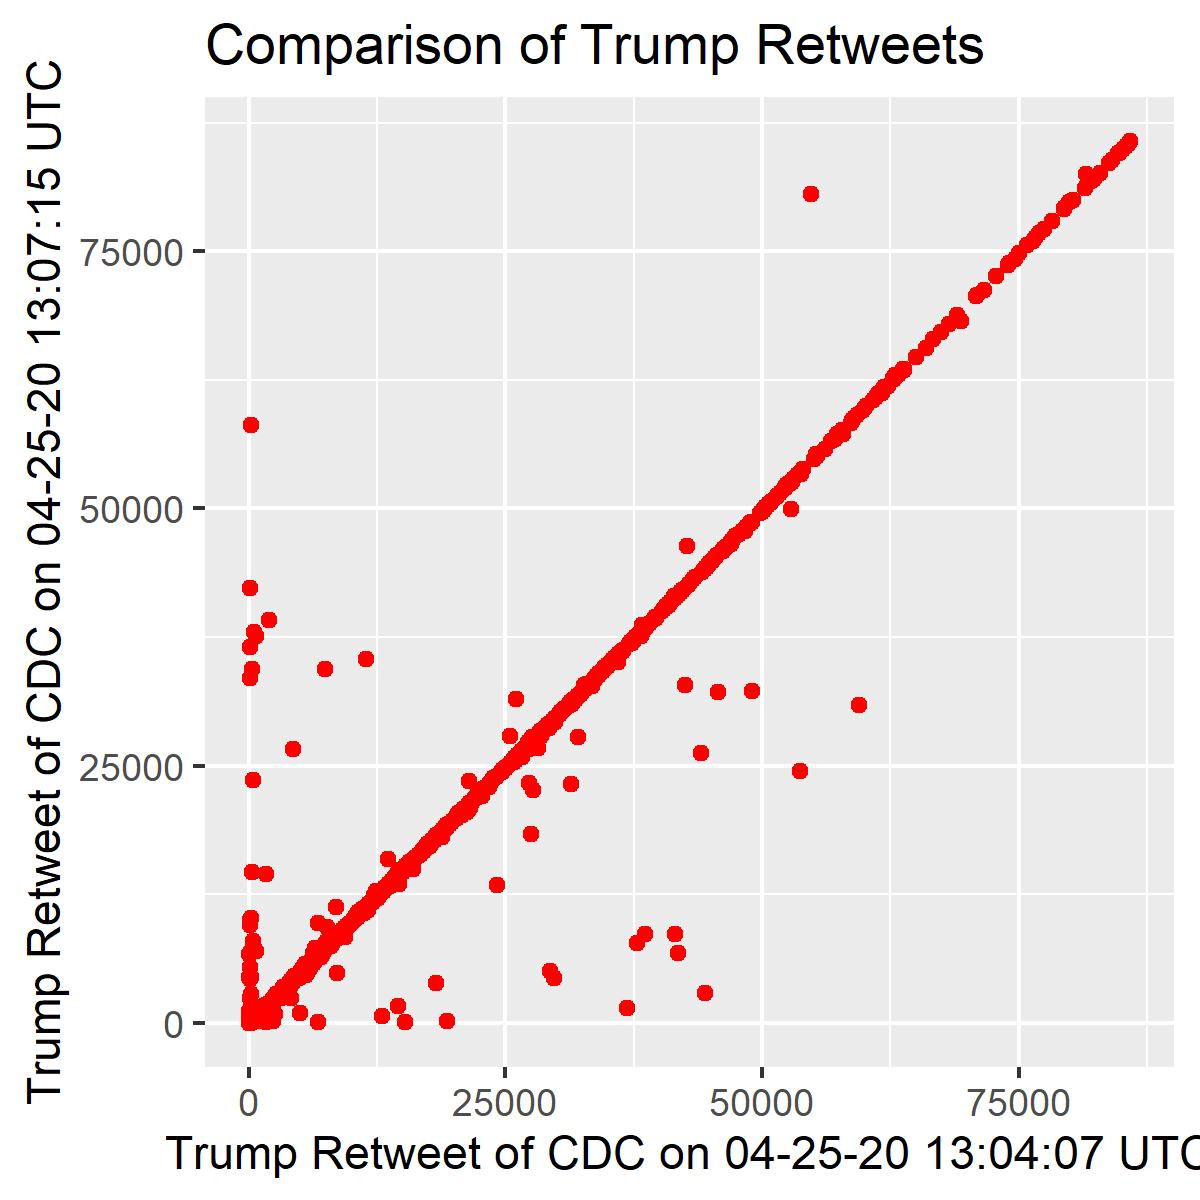 Comparison of Trump Retweets
Trump Retweet of CDC on 04-25-20 13:07:15 UTC
75000
50000
25000
0
0
25000
50000
75000
Trump Retweet of CDC on 04-25-20 13:04:07 UTC